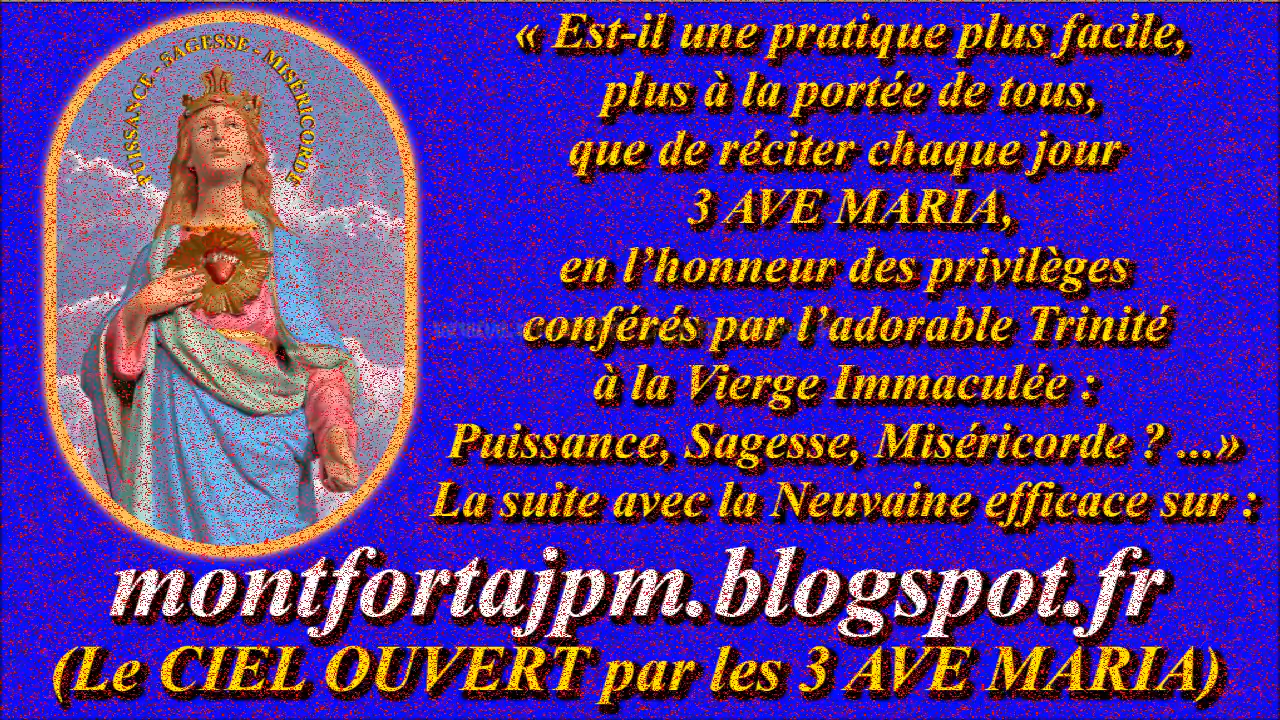 PUISSANCE - SAGESSE - MISÉRICORDE
« Est-il une pratique plus facile,
plus à la portée de tous,
que de réciter chaque jour
3 AVE MARIA,
en l’honneur des privilèges
conférés par l’adorable Trinité
à la Vierge Immaculée :
Puissance, Sagesse, Miséricorde ? ...»
La suite avec la Neuvaine efficace sur :
montfortajpm.blogspot.fr
(Le CIEL OUVERT par les 3 AVE MARIA)